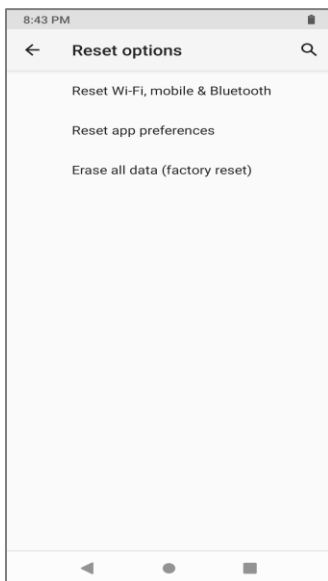 8:43 PM
Reset options
Reset Wi-Fi, mobile & Bluetooth
Reset app preferences
Erase all data (factory reset)